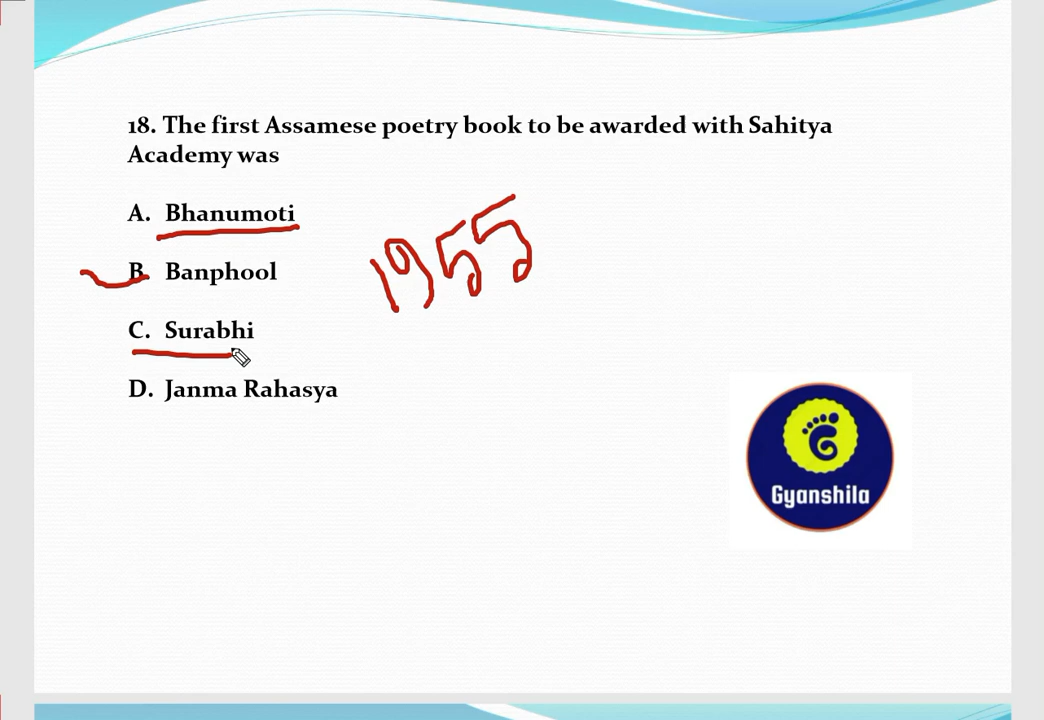 18. The first Assamese poetry book to be awarded with Sahitya
Academy was
A. Bhanumoti
B. Banphool
1955
C. Surabhi
D. Janma Rahasya
Gyanshila